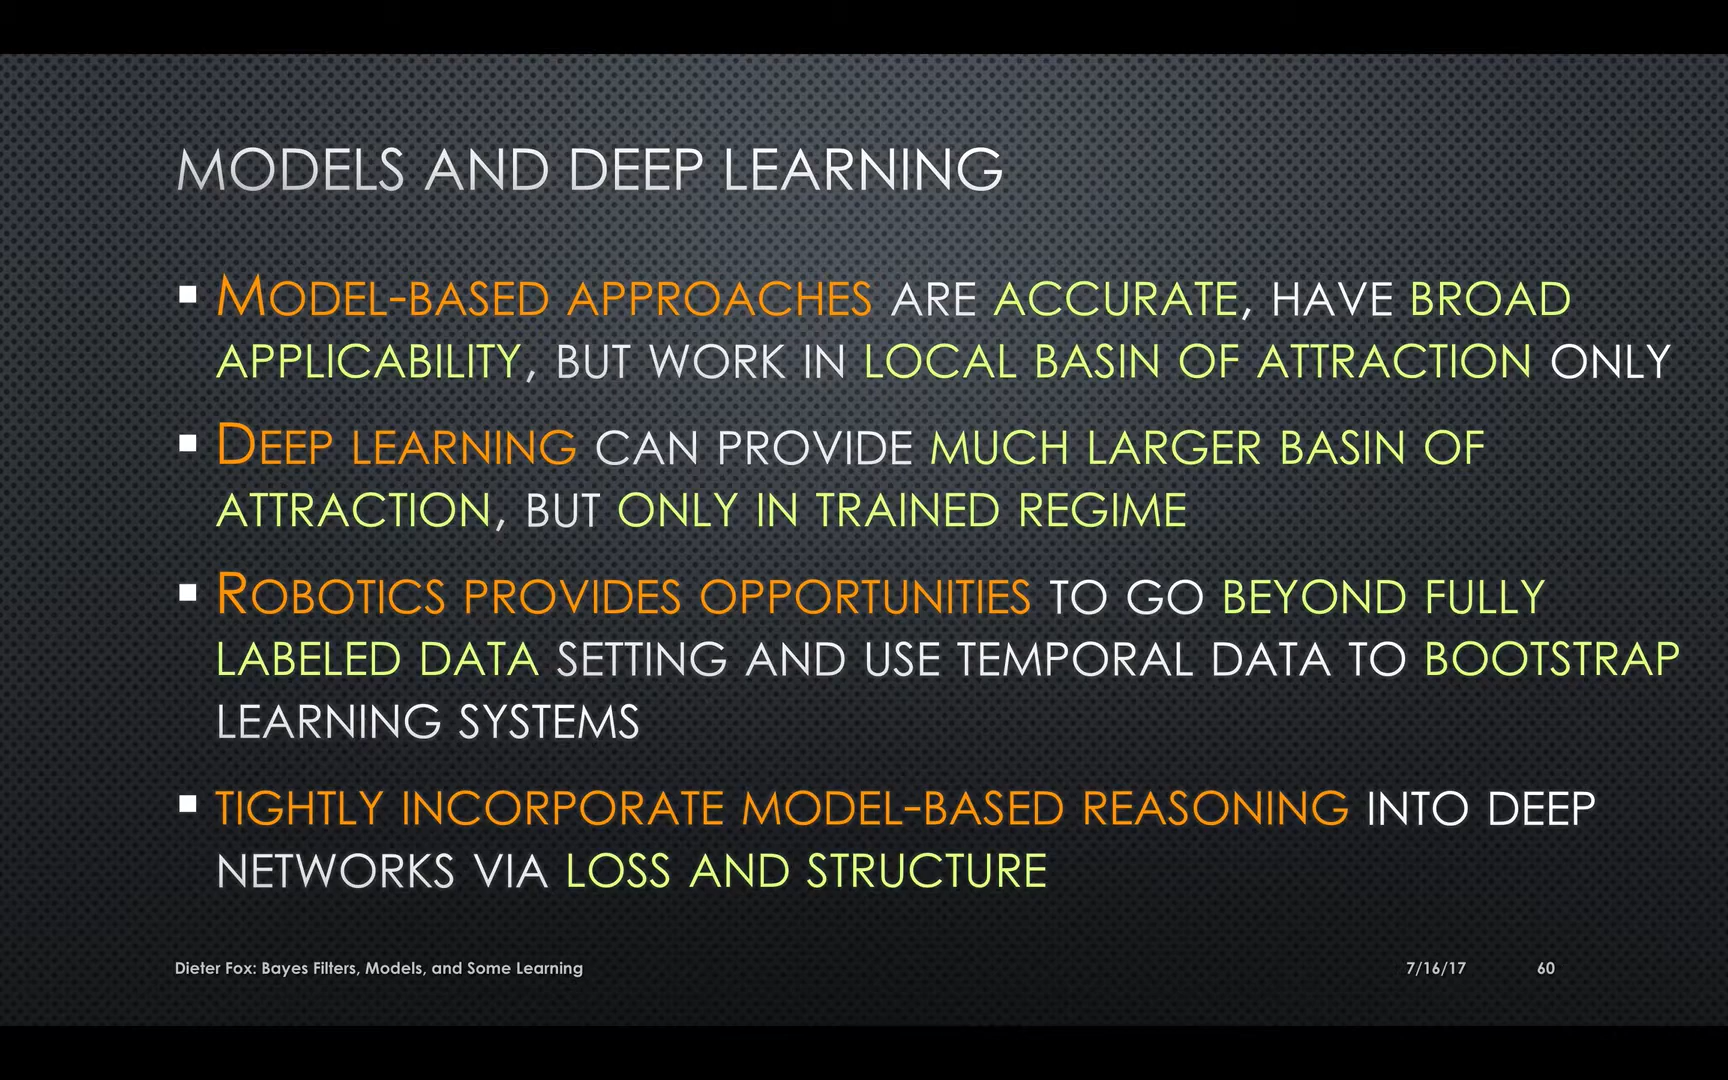 MODELS AND DEEP LEARNING
MODEL-BASED APPROACHES ARE ACCURATE, HAVE BROAD
APPLICABILITY, BUT WORK IN LOCAL BASIN OF ATTRACTION ONLY
DEEP LEARNING CAN PROVIDE MUCH LARGER BASIN OF
ATTRACTION, BUT ONLY IN TRAINED REGIME
ROBOTICS PROVIDES OPPORTUNITIES TO GO BEYOND FULLY
LABELED DATA SETTING AND USE TEMPORAL DATA TO BOOTSTRAP
LEARNING SYSTEMS
TIGHTLY INCORPORATE MODEL-BASED REASONING INTO DEEP
NETWORKS VIA LOSS AND STRUCTURE
Dieter Fox: Bayes Filters, Models, and Some Learning 7/16/17 60